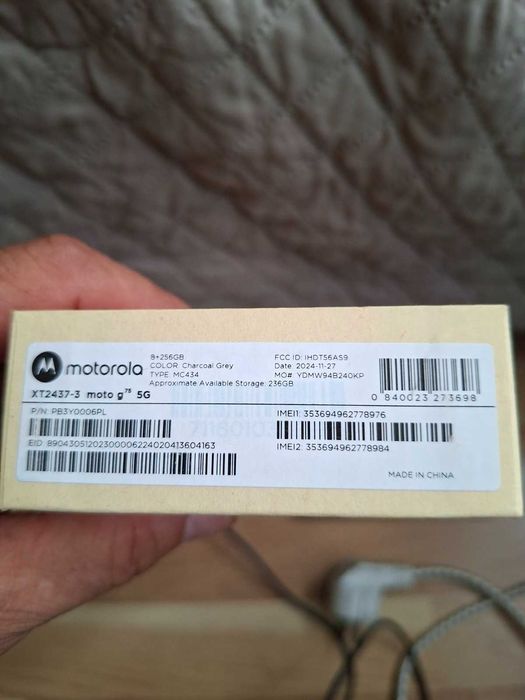 motorola
8+256GB
COLOR: Charcoal Grey
TYPE: MC434
Approximate Available Storage: 236GB
FCC ID: IHDT56AS9
Date: 2024-11-27
MO#: YDMW94B240KP
0 840023 273698
XT2437-3 moto g75 5G
P/N: PB3Y0006PL
IMEI1: 353694962778976
EID: 89043051202300006224020413604163
IMEI2: 353694962778984
MADE IN CHINA